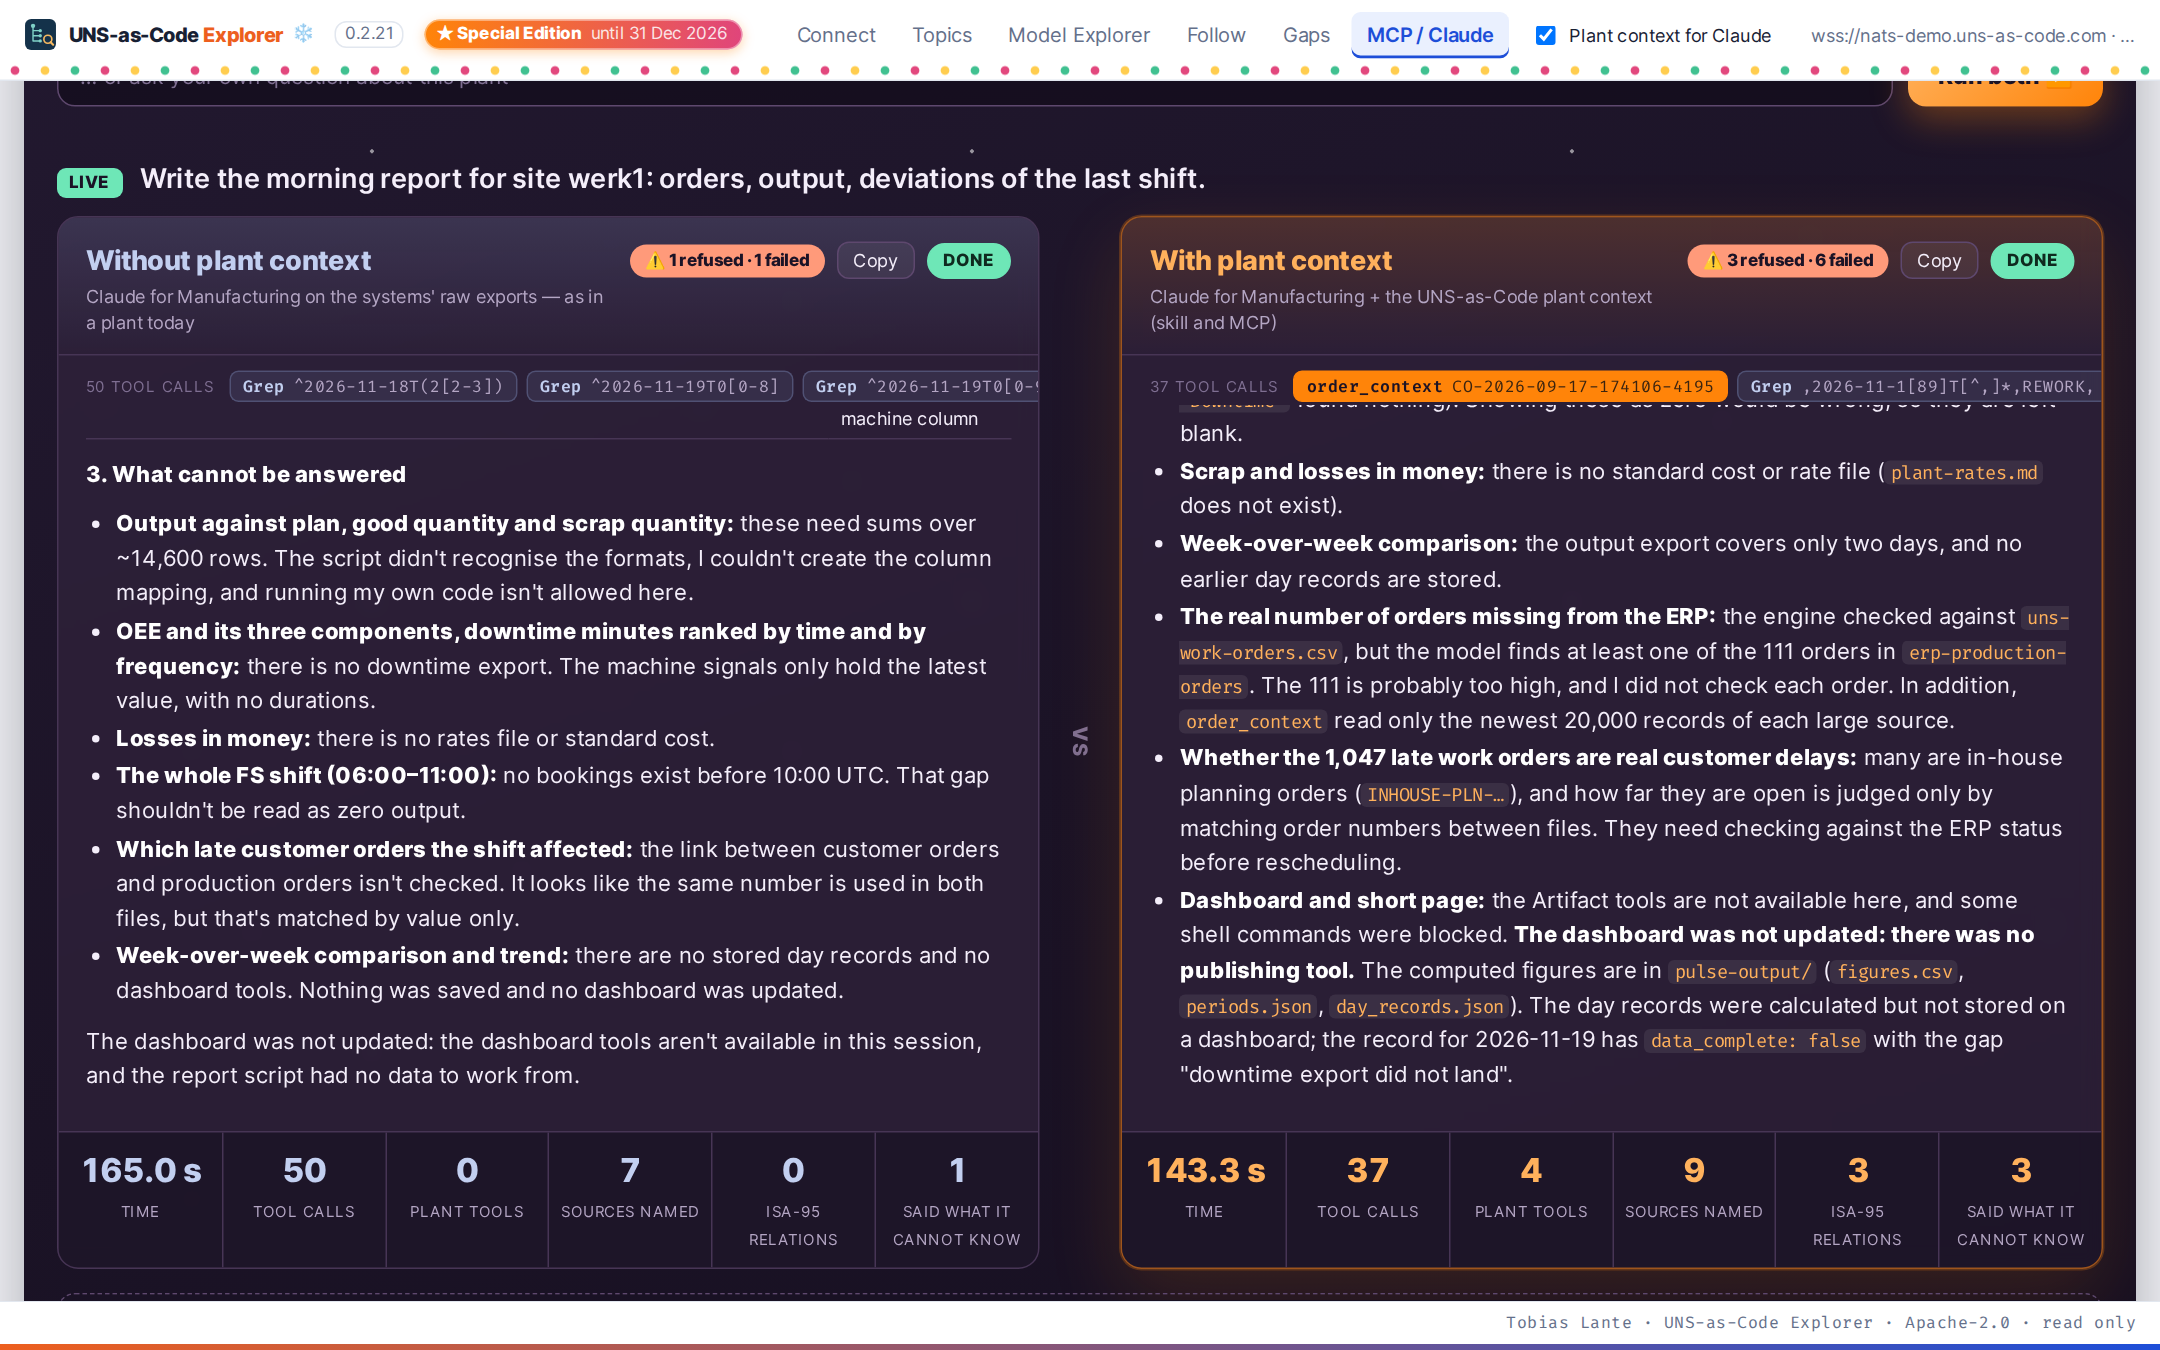 UNS-as-Code Explorer
0.2.21
★ Special Edition until 31 Dec 2026
Connect
Topics
Model Explorer
Follow
Gaps
MCP / Claude
Plant context for Claude
wss://nats-demo.uns-as-code.com · …
LIVE
Write the morning report for site werk1: orders, output, deviations of the last shift.
Without plant context
⚠ 1 refused · 1 failed
Copy
DONE
Claude for Manufacturing on the systems' raw exports — as in
a plant today
50 TOOL CALLS
Grep ^2026-11-18T(2[2-3])
Grep ^2026-11-19T0[0-8]
Grep ^2026-11-19T0[0-9
machine column
3. What cannot be answered
• Output against plan, good quantity and scrap quantity: these need sums over
~14,600 rows. The script didn't recognise the formats, I couldn't create the column
mapping, and running my own code isn't allowed here.
• OEE and its three components, downtime minutes ranked by time and by
frequency: there is no downtime export. The machine signals only hold the latest
value, with no durations.
• Losses in money: there is no rates file or standard cost.
• The whole FS shift (06:00–11:00): no bookings exist before 10:00 UTC. That gap
shouldn't be read as zero output.
• Which late customer orders the shift affected: the link between customer orders
and production orders isn't checked. It looks like the same number is used in both
files, but that's matched by value only.
• Week-over-week comparison and trend: there are no stored day records and no
dashboard tools. Nothing was saved and no dashboard was updated.
The dashboard was not updated: the dashboard tools aren't available in this session,
and the report script had no data to work from.
165.0 s
TIME
50
TOOL CALLS
0
PLANT TOOLS
7
SOURCES NAMED
0
ISA-95
RELATIONS
1
SAID WHAT IT
CANNOT KNOW
vs
With plant context
⚠ 3 refused · 6 failed
Copy
DONE
Claude for Manufacturing + the UNS-as-Code plant context
(skill and MCP)
37 TOOL CALLS
order_context CO-2026-09-17-174106-4195
Grep ,2026-11-1[89]T[^,]*,REWORK,
blank.
• Scrap and losses in money: there is no standard cost or rate file ( plant-rates.md
does not exist).
• Week-over-week comparison: the output export covers only two days, and no
earlier day records are stored.
• The real number of orders missing from the ERP: the engine checked against uns-
work-orders.csv , but the model finds at least one of the 111 orders in erp-production-
orders . The 111 is probably too high, and I did not check each order. In addition,
order_context read only the newest 20,000 records of each large source.
• Whether the 1,047 late work orders are real customer delays: many are in-house
planning orders ( INHOUSE-PLN-… ), and how far they are open is judged only by
matching order numbers between files. They need checking against the ERP status
before rescheduling.
• Dashboard and short page: the Artifact tools are not available here, and some
shell commands were blocked. The dashboard was not updated: there was no
publishing tool. The computed figures are in pulse-output/ ( figures.csv ,
periods.json , day_records.json ). The day records were calculated but not stored on
a dashboard; the record for 2026-11-19 has data_complete: false with the gap
"downtime export did not land".
143.3 s
TIME
37
TOOL CALLS
4
PLANT TOOLS
9
SOURCES NAMED
3
ISA-95
RELATIONS
3
SAID WHAT IT
CANNOT KNOW
Tobias Lante · UNS-as-Code Explorer · Apache-2.0 · read only